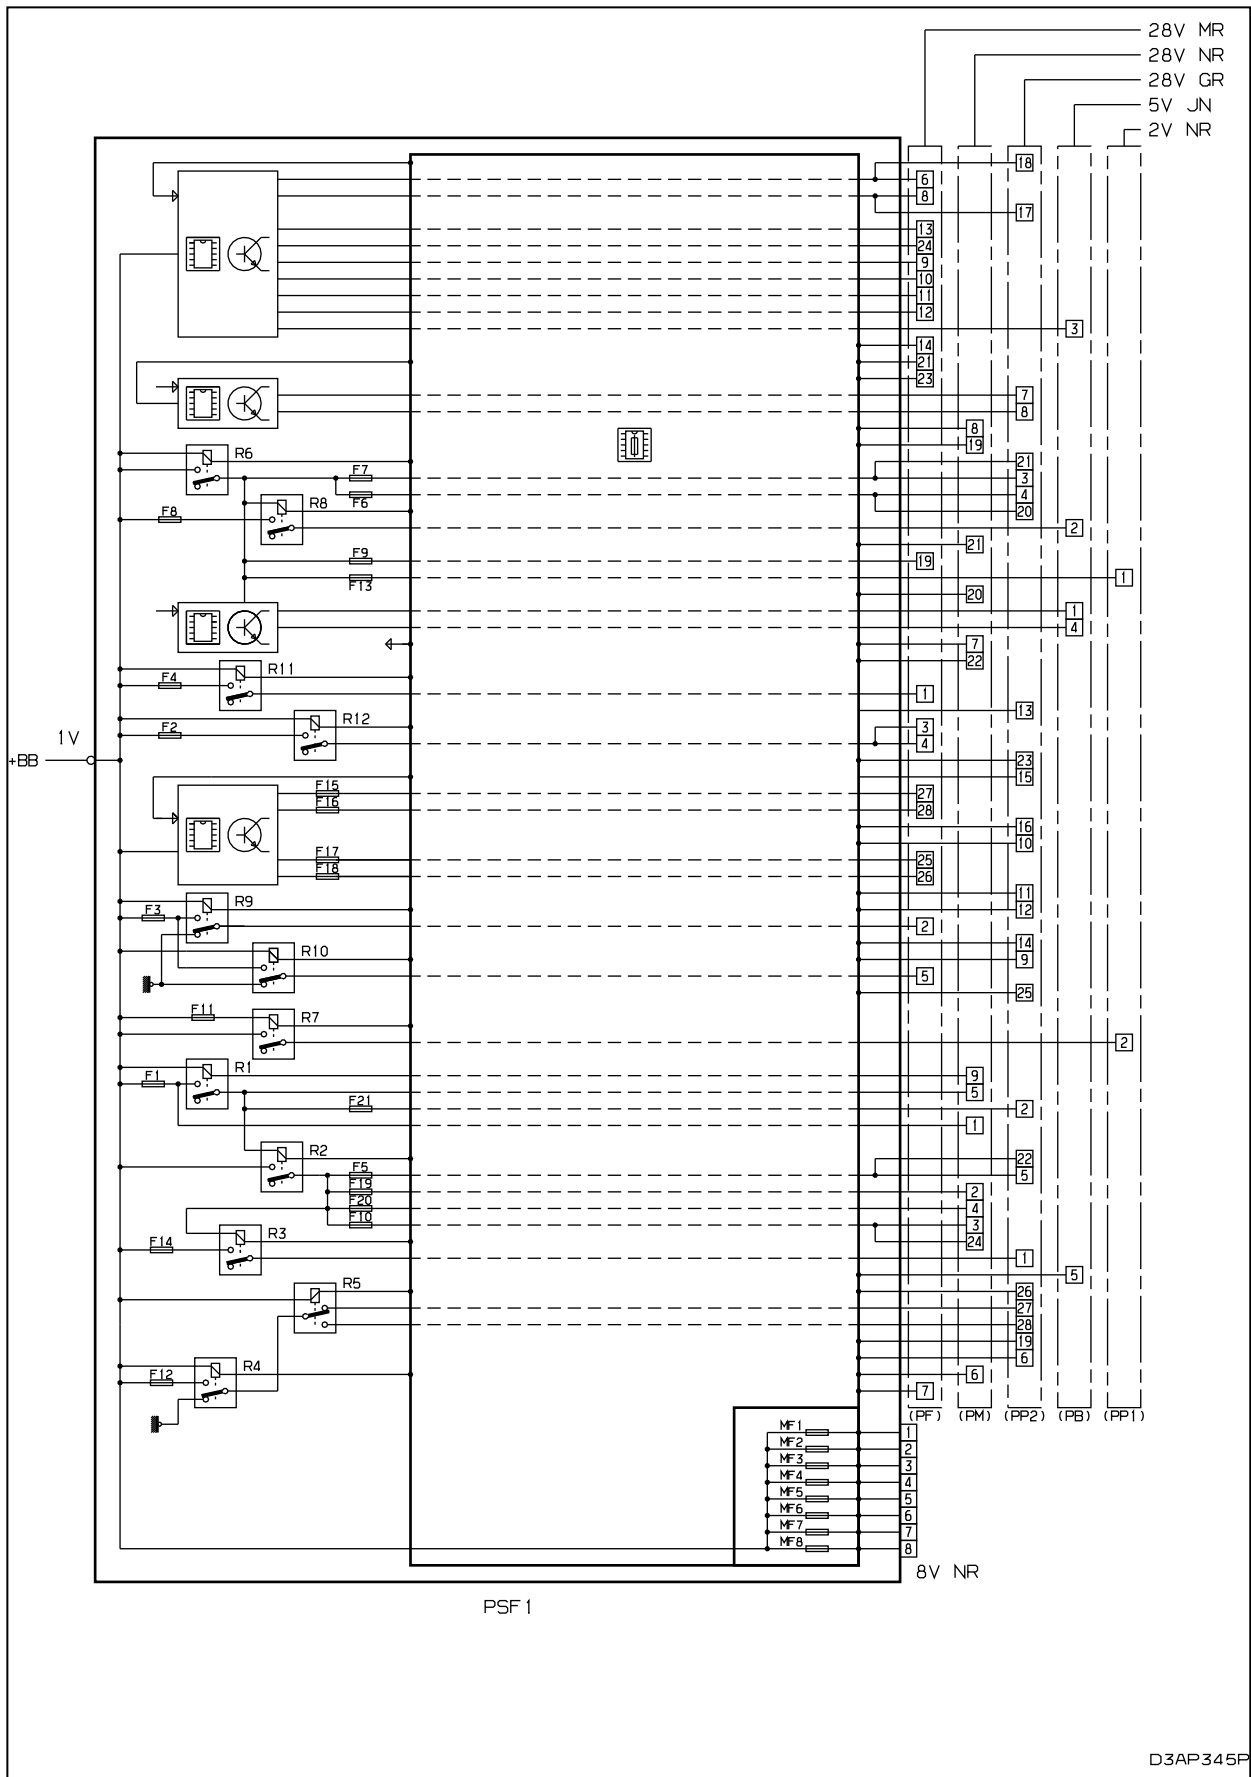 28V MR
28V NR
28V GR
5V JN
2V NR
18
6
8
17
13
24
9
10
11
12
3
14
21
23
7
8
8
19
R6
21
F7
3
F6
4
R8
20
F8
2
21
F9
19
F13
1
20
1
4
7
R11
22
F4
1
13
R12
F2
3
4
1V
+BB
23
15
F15
27
F16
28
16
10
F17
25
F18
26
11
R9
F3
12
2
14
R10
9
5
25
F11
R7
2
R1
F1
9
5
F21
2
1
R2
22
F5
5
F19
2
F20
4
F10
3
R3
24
F14
1
5
R5
26
27
28
19
6
R4
F12
6
7
(PF) (PM) (PP2) (PB) (PP1)
MF1 1
MF2 2
MF3 3
MF4 4
MF5 5
MF6 6
MF7 7
MF8 8
8V NR
PSF1
D3AP345P